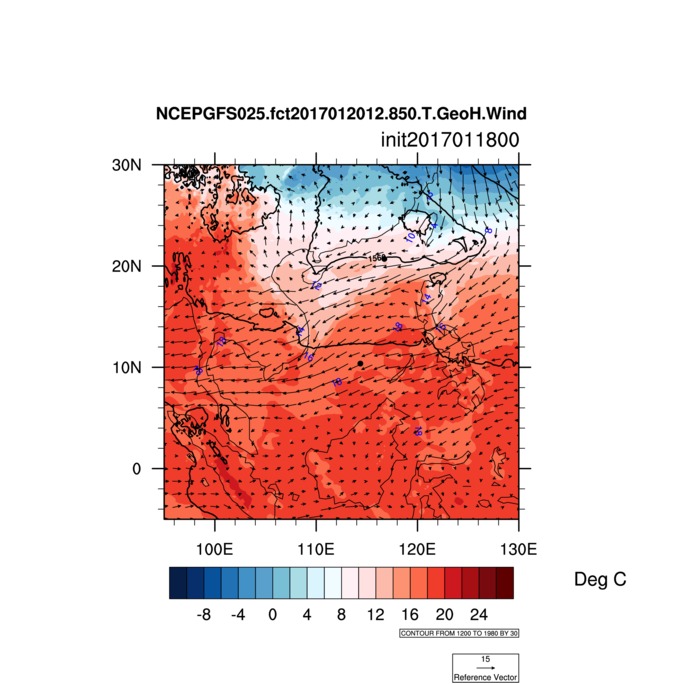 NCEPGFS025.fct2017012012.850.T.GeoH.Wind
init2017011800
30N
20N
10N
0
100E
110E
120E
130E
-8 -4 0 4 8 12 16 20 24
Deg C
CONTOUR FROM 1200 TO 1980 BY 30
15
Reference Vector